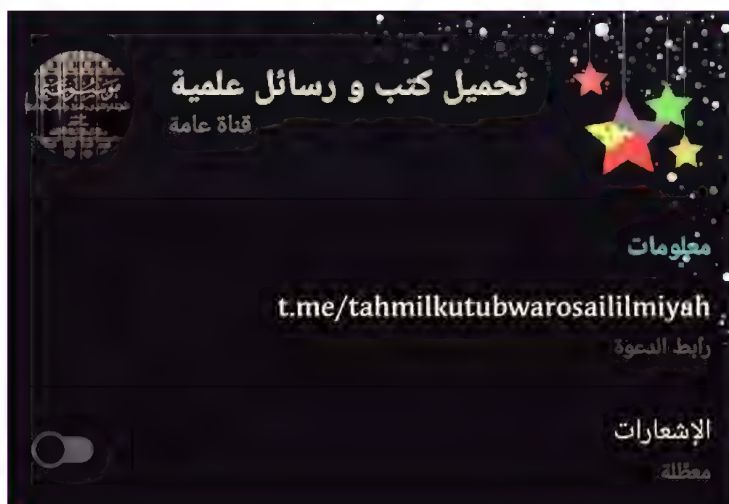 تحميل كتب و رسائل علمية
قناة عامة
معلومات
t.me/tahmilkutubwarosaililmiyah
رابط الدعوة
الإشعارات
معطلة